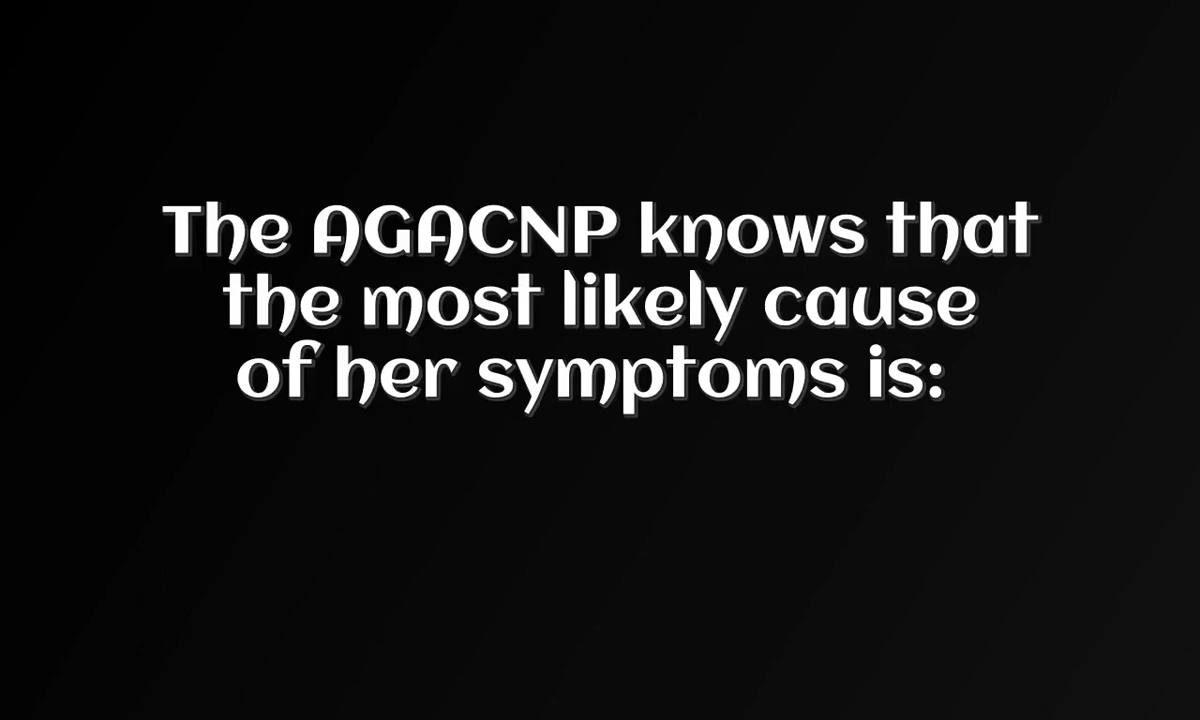 The AGACNP knows that
the most likely cause
of her symptoms is: